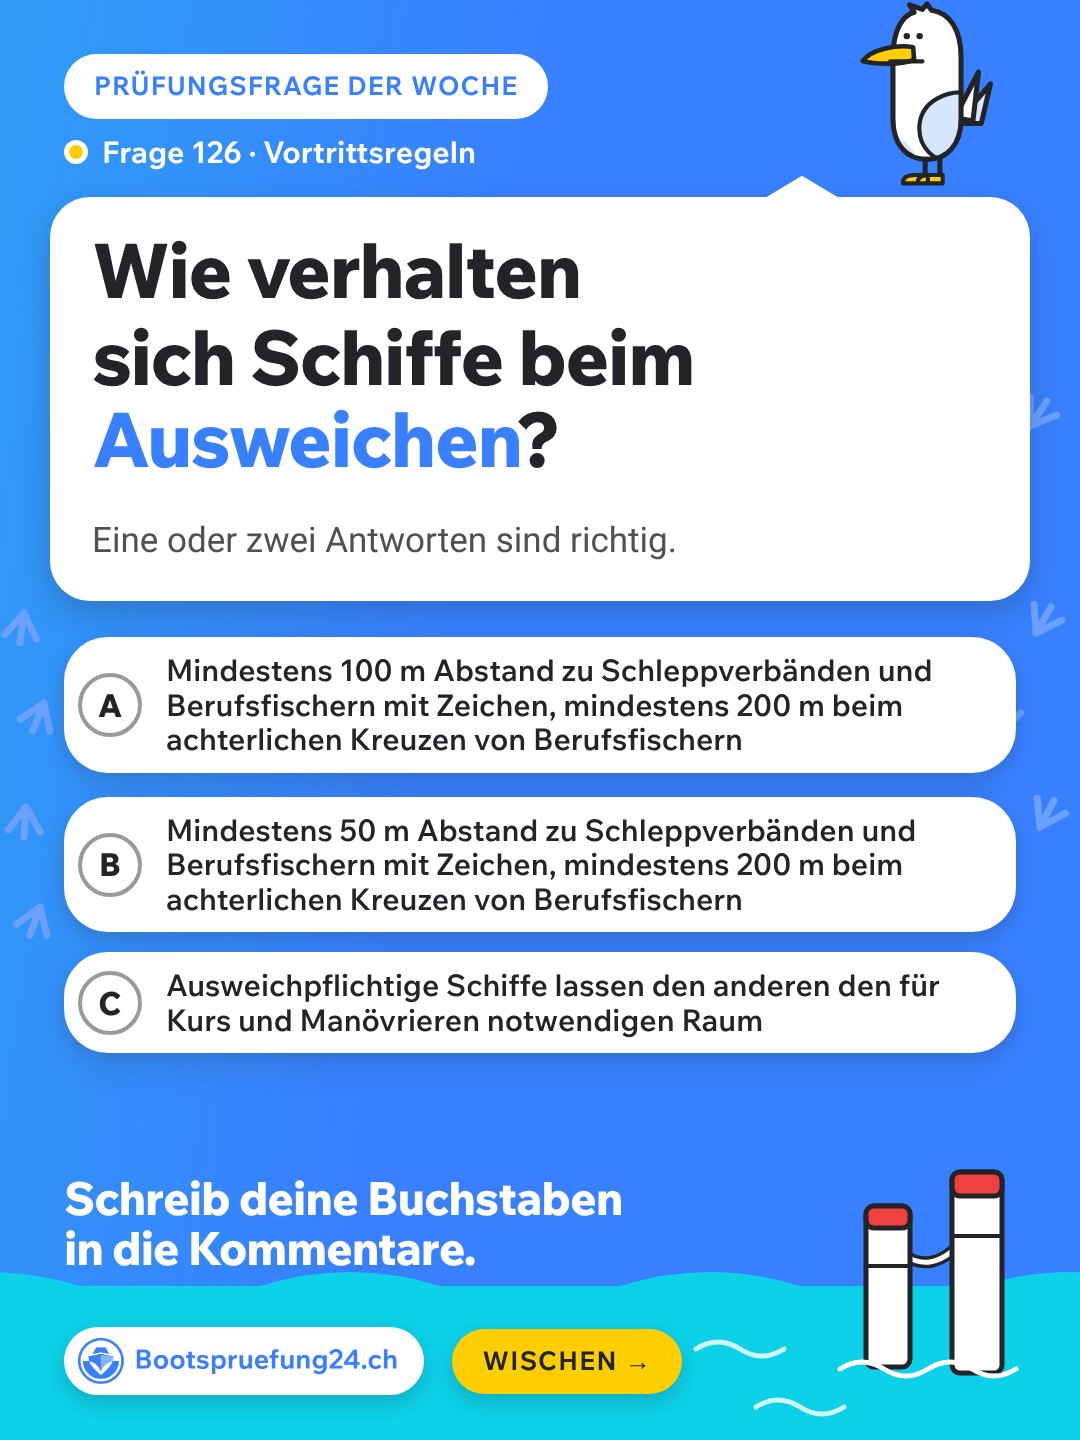 PRÜFUNGSFRAGE DER WOCHE
Frage 126 · Vortrittsregeln
Wie verhalten
sich Schiffe beim
Ausweichen?
Eine oder zwei Antworten sind richtig.
A
Mindestens 100 m Abstand zu Schleppverbänden und
Berufsfischern mit Zeichen, mindestens 200 m beim
achterlichen Kreuzen von Berufsfischern
B
Mindestens 50 m Abstand zu Schleppverbänden und
Berufsfischern mit Zeichen, mindestens 200 m beim
achterlichen Kreuzen von Berufsfischern
C
Ausweichpflichtige Schiffe lassen den anderen den für
Kurs und Manövrieren notwendigen Raum
Schreib deine Buchstaben
in die Kommentare.
Bootspruefung24.ch
WISCHEN →